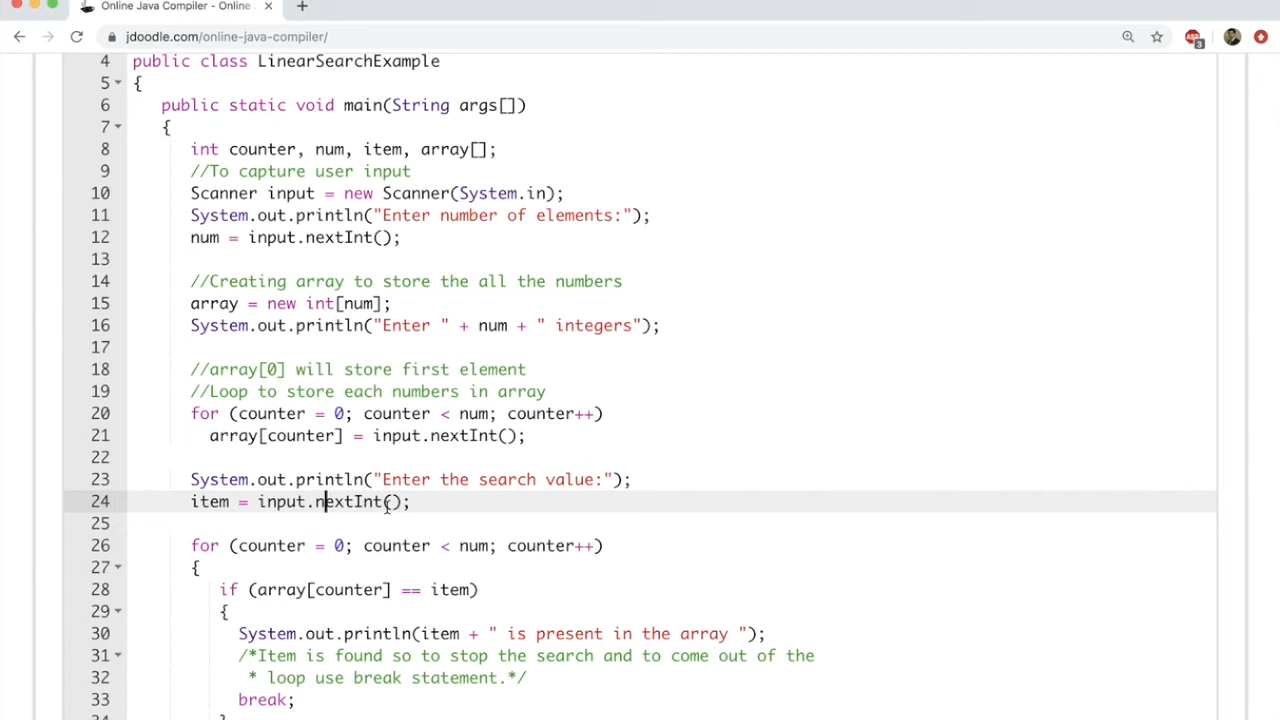 Online Java Compiler - Online
jdoodle.com/online-java-compiler/
3
4 public class LinearSearchExample
5 {
6 public static void main(String args[])
7 {
8 int counter, num, item, array[];
9 //To capture user input
10 Scanner input = new Scanner(System.in);
11 System.out.println("Enter number of elements:");
12 num = input.nextInt();
13
14 //Creating array to store the all the numbers
15 array = new int[num];
16 System.out.println("Enter " + num + " integers");
17
18 //array[0] will store first element
19 //Loop to store each numbers in array
20 for (counter = 0; counter < num; counter++)
21 array[counter] = input.nextInt();
22
23 System.out.println("Enter the search value:");
24 item = input.nextInt();
25
26 for (counter = 0; counter < num; counter++)
27 {
28 if (array[counter] == item)
29 {
30 System.out.println(item + " is present in the array ");
31 /*Item is found so to stop the search and to come out of the
32 * loop use break statement.*/
33 break;